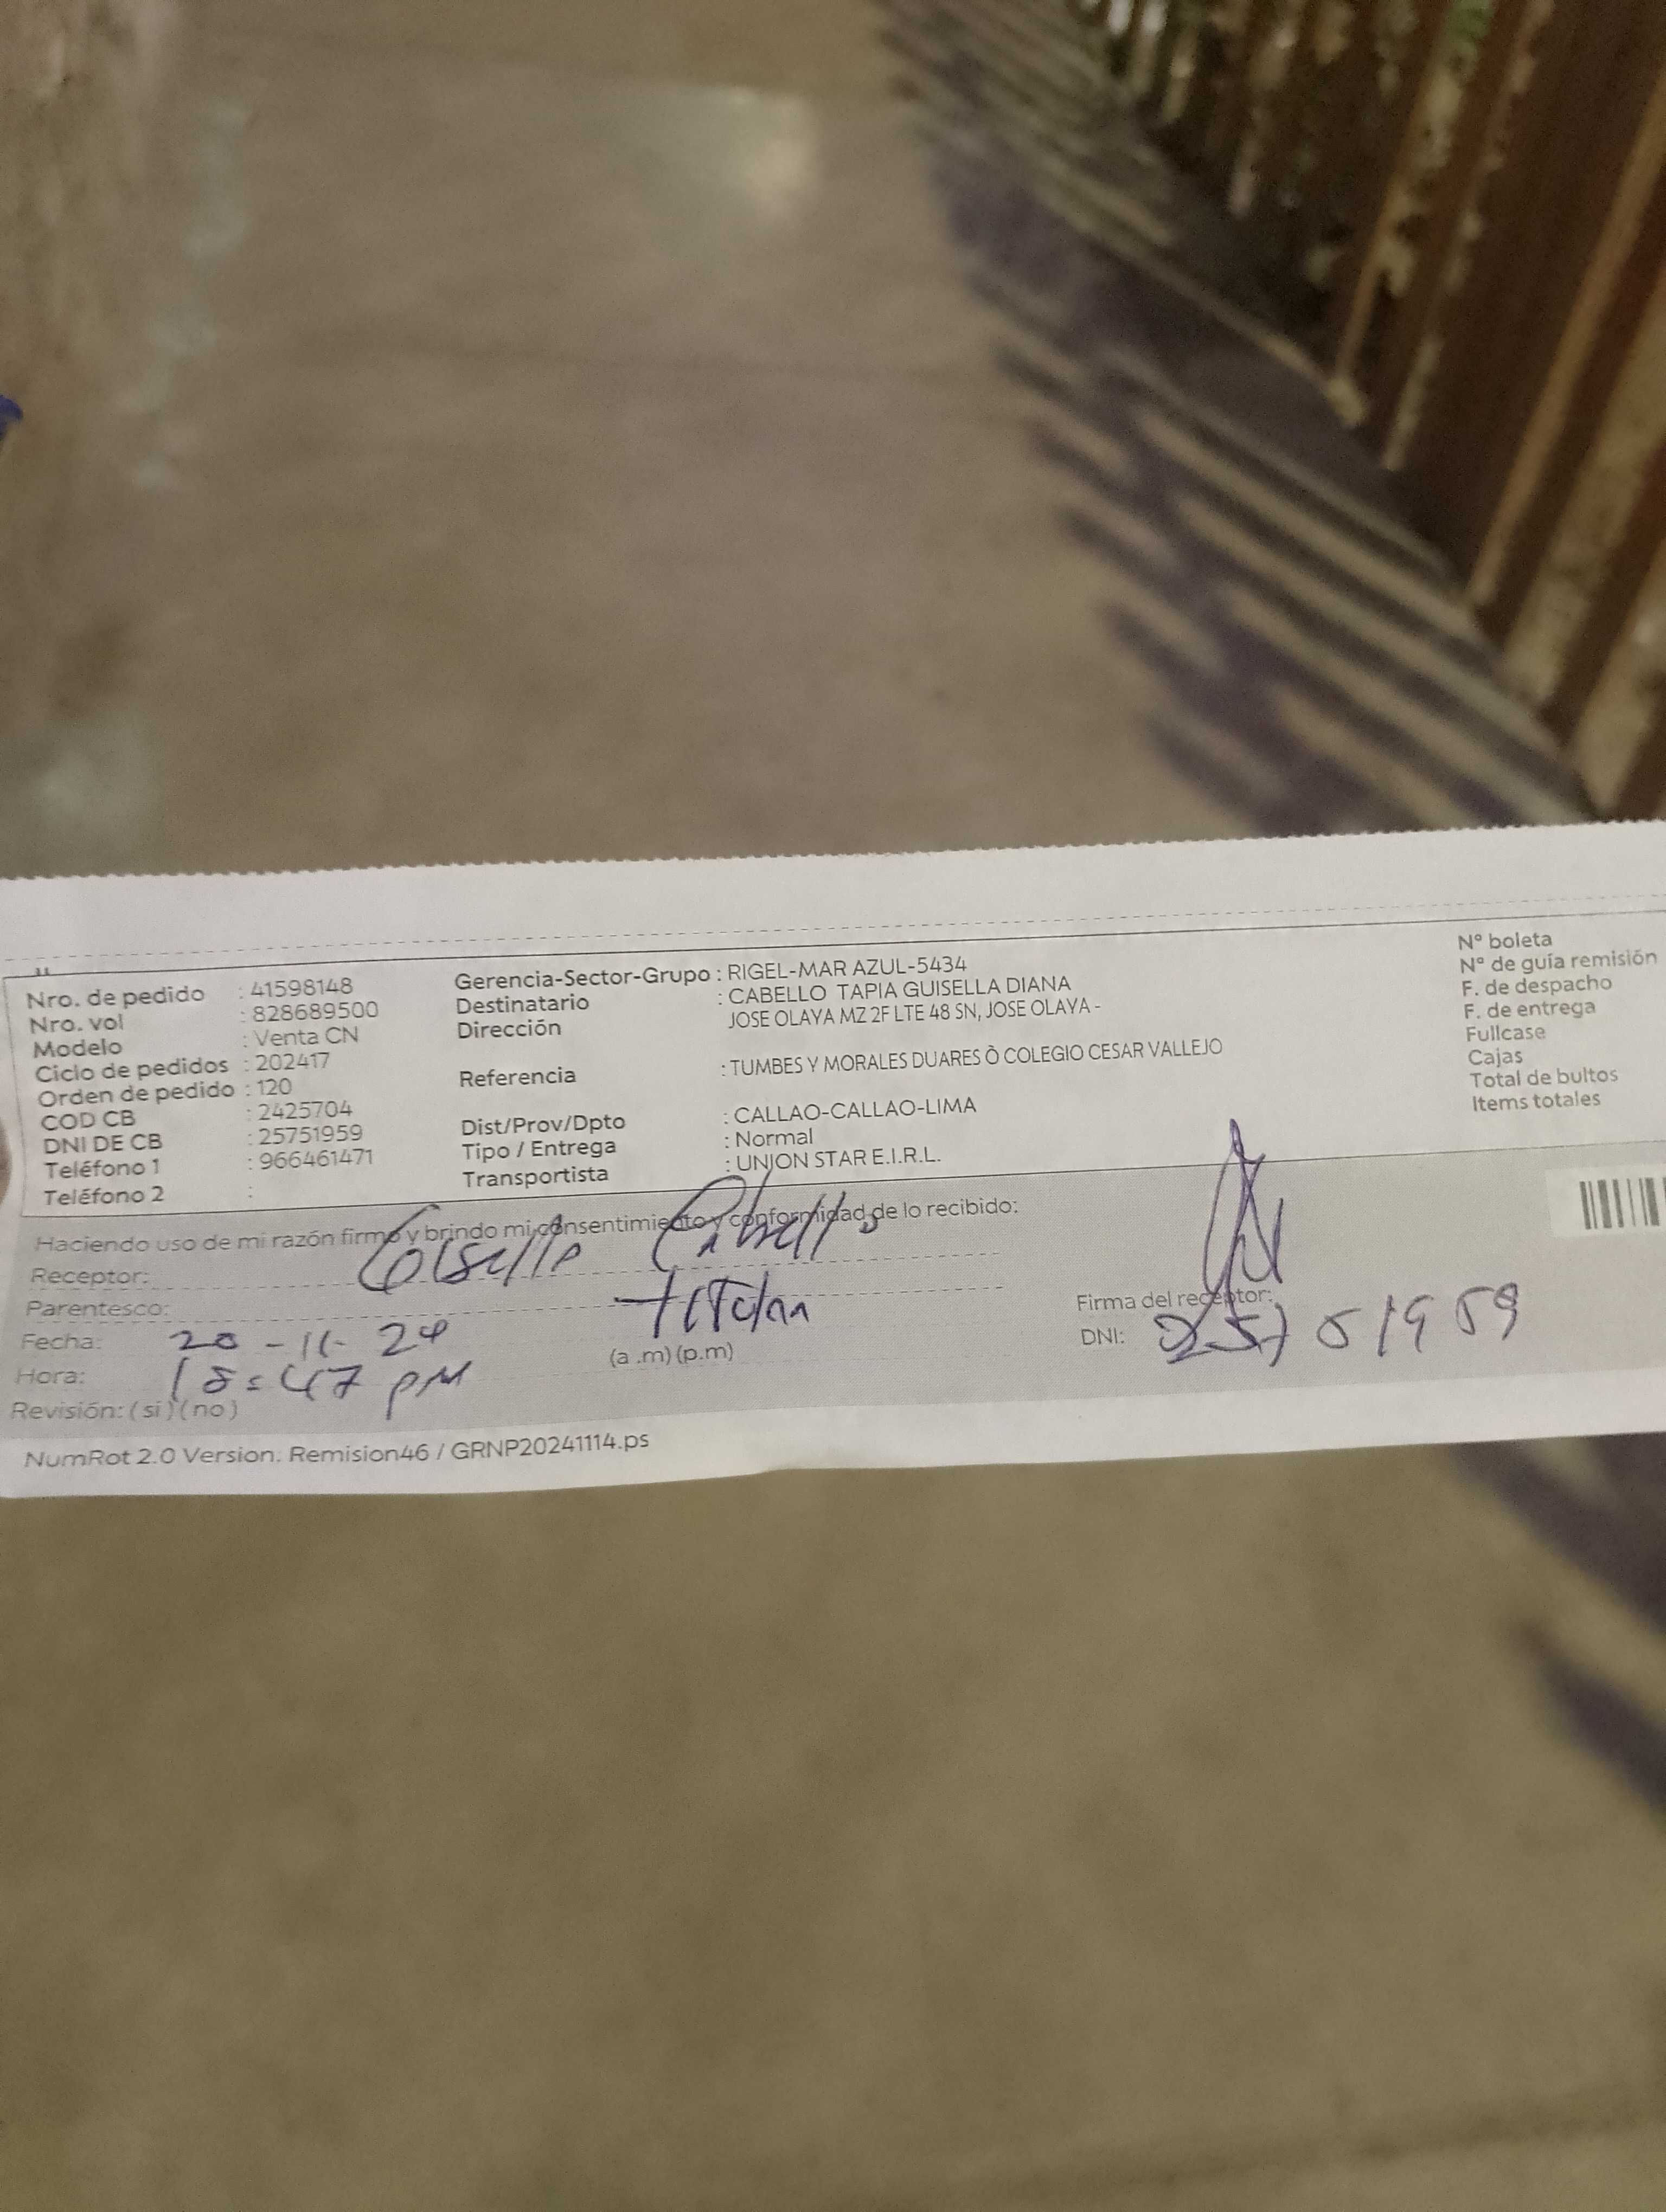 Nro. de pedido : 41598148
Nro. vol : 828689500
Modelo : Venta CN
Ciclo de pedidos : 202417
Orden de pedido : 120
COD CB : 2425704
DNI DE CB : 25751959
Teléfono 1 : 966461471
Teléfono 2 :
Gerencia-Sector-Grupo : RIGEL-MAR AZUL-5434
Destinatario : CABELLO TAPIA GUISELLA DIANA
Dirección JOSE OLAYA MZ 2F LTE 48 SN, JOSE OLAYA -
Referencia : TUMBES Y MORALES DUARES Ò COLEGIO CESAR VALLEJO
Dist/Prov/Dpto : CALLAO-CALLAO-LIMA
Tipo / Entrega : Normal
Transportista : UNION STAR E.I.R.L.
N° boleta
N° de guía remisión
F. de despacho
F. de entrega
Fullcase
Cajas
Total de bultos
Items totales
Haciendo uso de mi razón firmo y brindo mi consentimiento y conformidad de lo recibido:
Receptor: Cabello
Parentesco: titular
Fecha: 20-11-24
Hora: 18:47 pm (a .m) (p.m)
Revisión: (si) (no)
Firma del receptor:
DNI: 25751959
NumRot 2.0 Version: Remision46 / GRNP20241114.ps